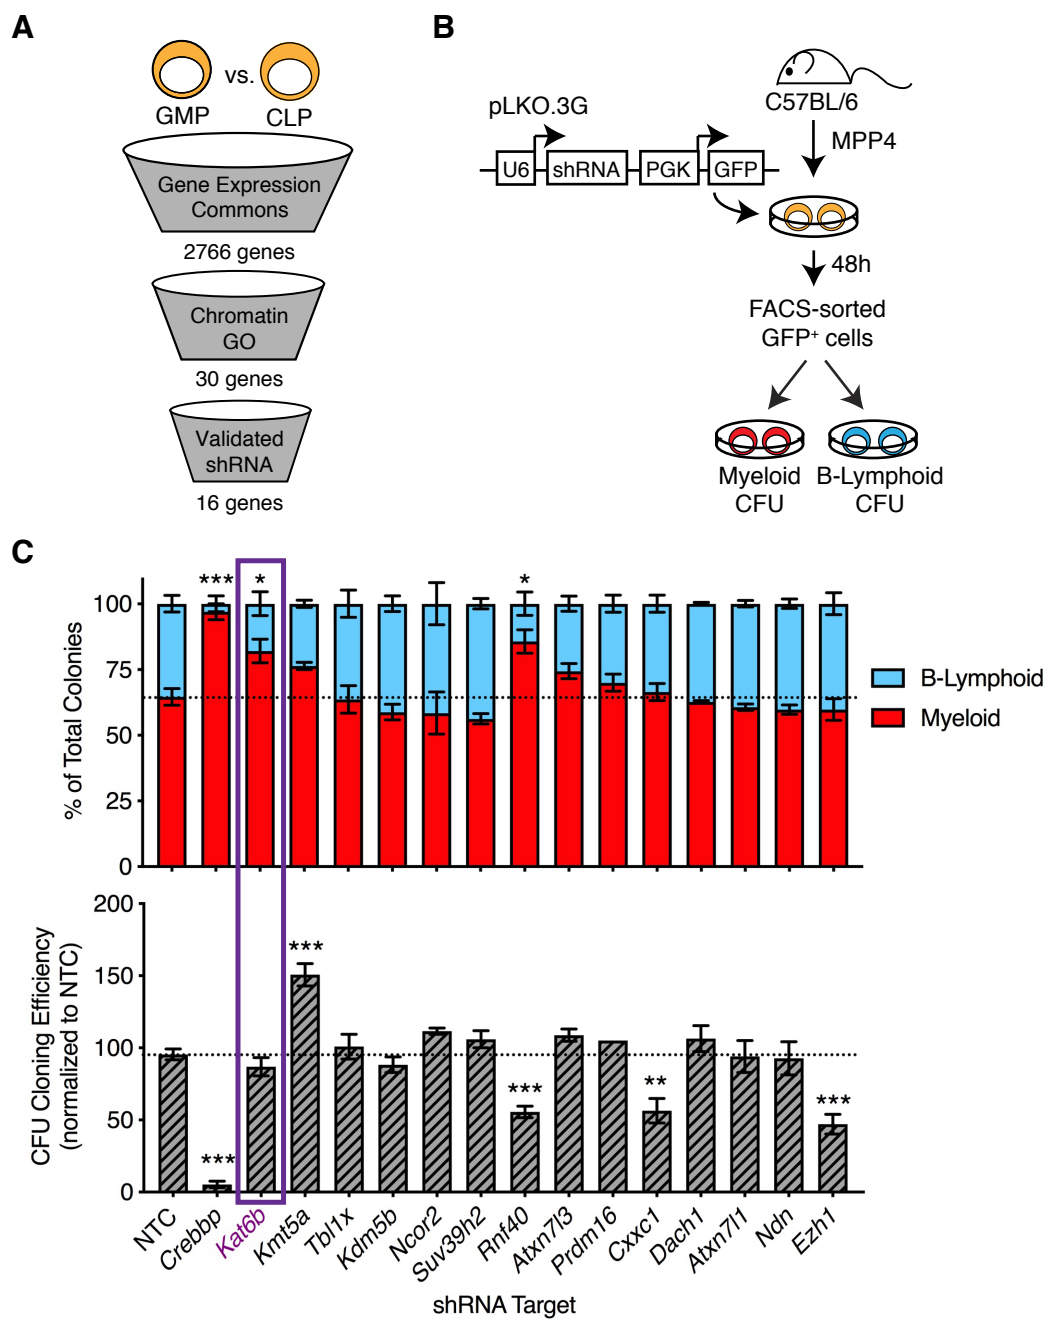 A
GMP
vs.
CLP
Gene Expression
Commons
2766 genes
Chromatin
GO
30 genes
Validated
shRNA
16 genes
B
C57BL/6
pLKO.3G
MPP4
U6
shRNA
PGK
GFP
48h
FACS-sorted
GFP+ cells
Myeloid
CFU
B-Lymphoid
CFU
C
% of Total Colonies
100
75
50
25
0
***
*
*
B-Lymphoid
Myeloid
CFU Cloning Efficiency
(normalized to NTC)
200
150
100
50
0
***
***
***
**
***
NTC
Crebbp
Kat6b
Kmt5a
Tbl1x
Kdm5b
Ncor2
Suv39h2
Rnf40
Atxn7l3
Prdm16
Cxxc1
Dach1
Atxn7l1
Ndn
Ezh1
shRNA Target